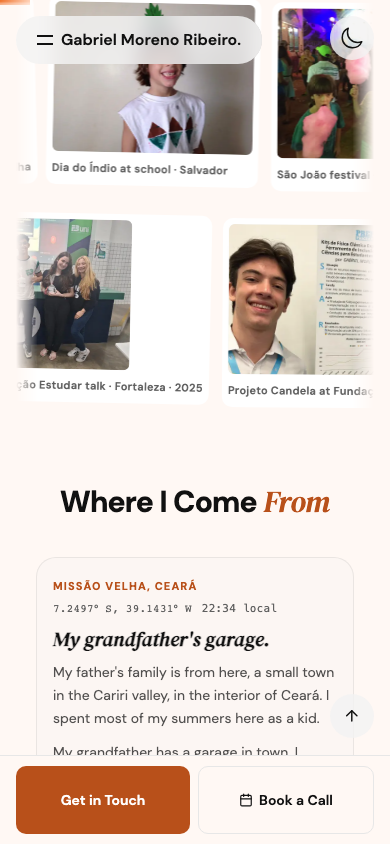 Gabriel Moreno Ribeiro.
ha
Dia do Índio at school · Salvador
São João festival
ção Estudar talk · Fortaleza · 2025
Projeto Candela at Fundaç
Where I Come From
MISSÃO VELHA, CEARÁ
7.2497° S, 39.1431° W 22:34 local
My grandfather's garage.
My father's family is from here, a small town
in the Cariri valley, in the interior of Ceará. I
spent most of my summers here as a kid.
My grandfather has a garage in town. I
Get in Touch
Book a Call